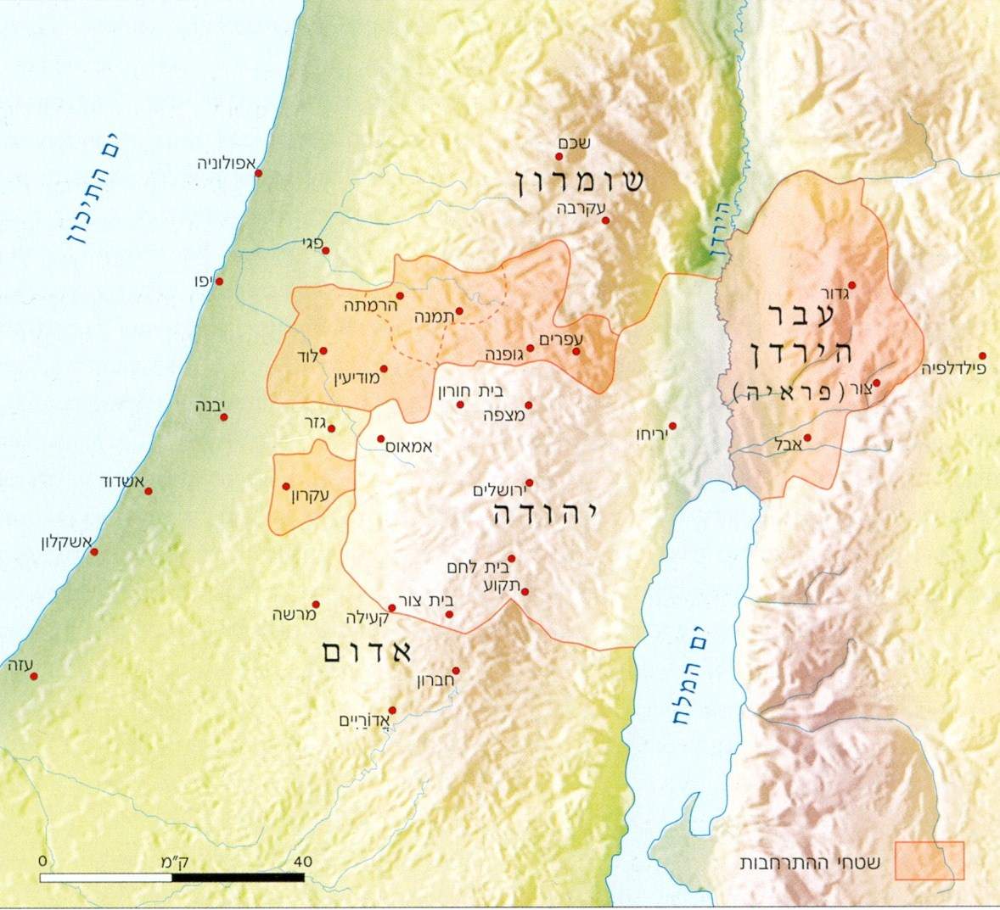 שכם
שומרון
אפולוניה
ים התיכון
עקרבה
הירדן
פגי
יפו
גדור
הרמתה
תמנה
עבר
הירדן
(פראיה)
עפרים
גופנה
לוד
מודיעין
פילדלפיה
צור
בית חורון
מצפה
יבנה
גזר
יריחו
אבל
אמאוס
אשדוד
ירושלים
עקרון
יהודה
אשקלון
בית לחם
תקוע
בית צור
קעילה
מרשה
אדום
ים המלח
עזה
חברון
אֲדוֹרַיִים
0 ק"מ 40
שטחי ההתרחבות